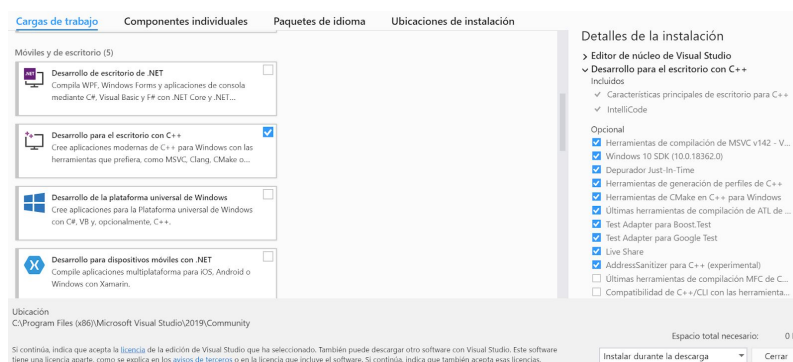 Cargas de trabajo Componentes individuales Paquetes de idioma Ubicaciones de instalación
Móviles y de escritorio (5)
Desarrollo de escritorio de .NET
Compila WPF, Windows Forms y aplicaciones de consola
mediante C#, Visual Basic y F# con .NET Core y .NET...
Desarrollo para el escritorio con C++
Cree aplicaciones modernas de C++ para Windows con las
herramientas que prefiera, como MSVC, Clang, CMake o...
Desarrollo de la plataforma universal de Windows
Cree aplicaciones para la Plataforma universal de Windows
con C#, VB y, opcionalmente, C++.
Desarrollo para dispositivos móviles con .NET
Compile aplicaciones multiplataforma para iOS, Android o
Windows con Xamarin.
Detalles de la instalación
Editor de núcleo de Visual Studio
Desarrollo para el escritorio con C++
Incluidos
Características principales de escritorio para C++
IntelliCode
Opcional
Herramientas de compilación de MSVC v142 - V...
Windows 10 SDK (10.0.18362.0)
Depurador Just-In-Time
Herramientas de generación de perfiles de C++
Herramientas de CMake en C++ para Windows
Últimas herramientas de compilación de ATL de ...
Test Adapter para Boost.Test
Test Adapter para Google Test
Live Share
AddressSanitizer para C++ (experimental)
Últimas herramientas de compilación MFC de C...
Compatibilidad de C++/CLI con las herramienta...
Ubicación
C:\Program Files (x86)\Microsoft Visual Studio\2019\Community
Espacio total necesario: 0
Si continúa, indica que acepta la licencia de la edición de Visual Studio que ha seleccionado. También puede descargar otro software con Visual Studio. Este software
tiene una licencia aparte, como se explica en los avisos de terceros o en la licencia que incluye el software. Si continúa, indica que también acepta esas licencias.
Instalar durante la descarga Cerrar